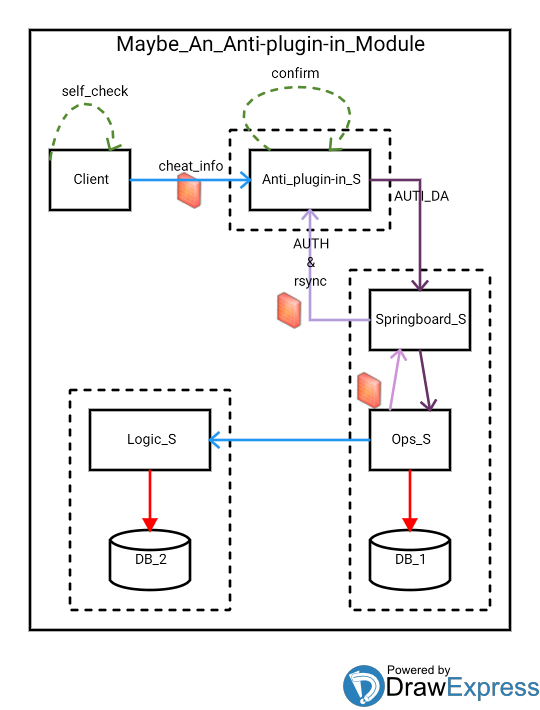 Maybe_An_Anti-plugin-in_Module
confirm
self_check
cheat_info
Client
Anti_plugin-in_S
AUTI_DA
AUTH
&
rsync
Springboard_S
Logic_S
Ops_S
DB_2
DB_1
Powered by
DrawExpress